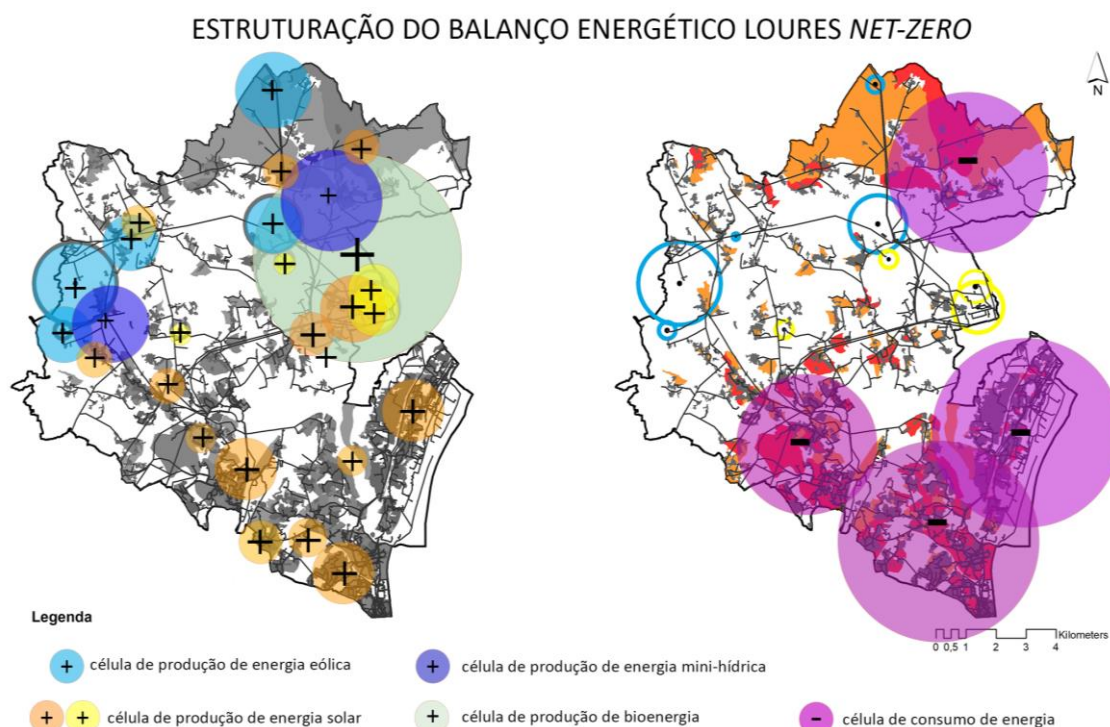 ESTRUTURAÇÃO DO BALANÇO ENERGÉTICO LOURES NET-ZERO
N
Kilometers
0 0,5 1 2 3 4
Legenda
célula de produção de energia eólica
célula de produção de energia mini-hídrica
célula de produção de energia solar
célula de produção de bioenergia
célula de consumo de energia